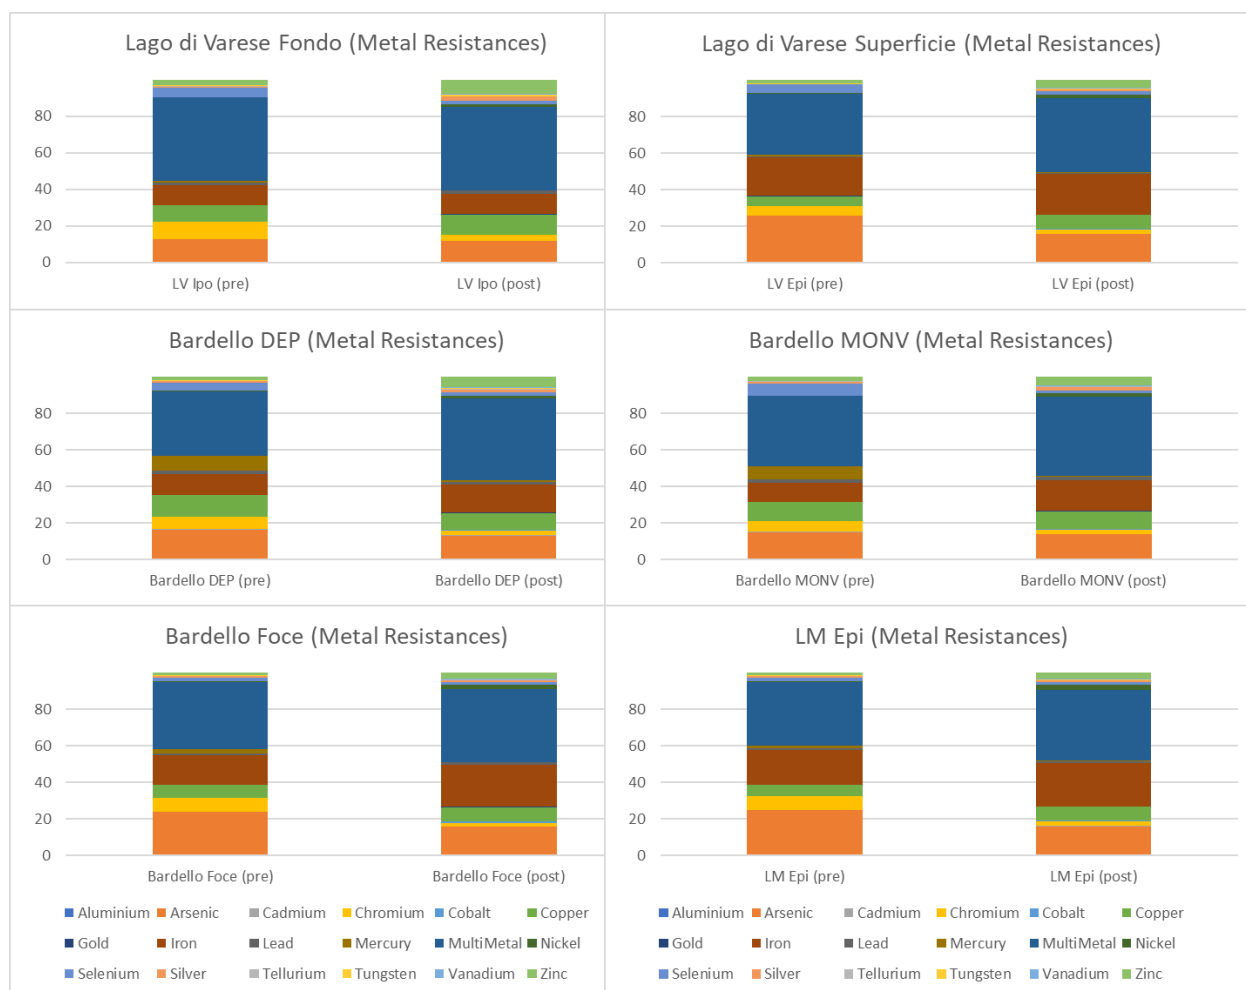 Lago di Varese Fondo (Metal Resistances)
80
60
40
20
0
LV Ipo (pre)
LV Ipo (post)
Lago di Varese Superficie (Metal Resistances)
80
60
40
20
0
LV Epi (pre)
LV Epi (post)
Bardello DEP (Metal Resistances)
80
60
40
20
0
Bardello DEP (pre)
Bardello DEP (post)
Bardello MONV (Metal Resistances)
80
60
40
20
0
Bardello MONV (pre)
Bardello MONV (post)
Bardello Foce (Metal Resistances)
80
60
40
20
0
Bardello Foce (pre)
Bardello Foce (post)
Aluminium Arsenic Cadmium Chromium Cobalt Copper
Gold Iron Lead Mercury MultiMetal Nickel
Selenium Silver Tellurium Tungsten Vanadium Zinc
LM Epi (Metal Resistances)
80
60
40
20
0
LM Epi (pre)
LM Epi (post)
Aluminium Arsenic Cadmium Chromium Cobalt Copper
Gold Iron Lead Mercury MultiMetal Nickel
Selenium Silver Tellurium Tungsten Vanadium Zinc